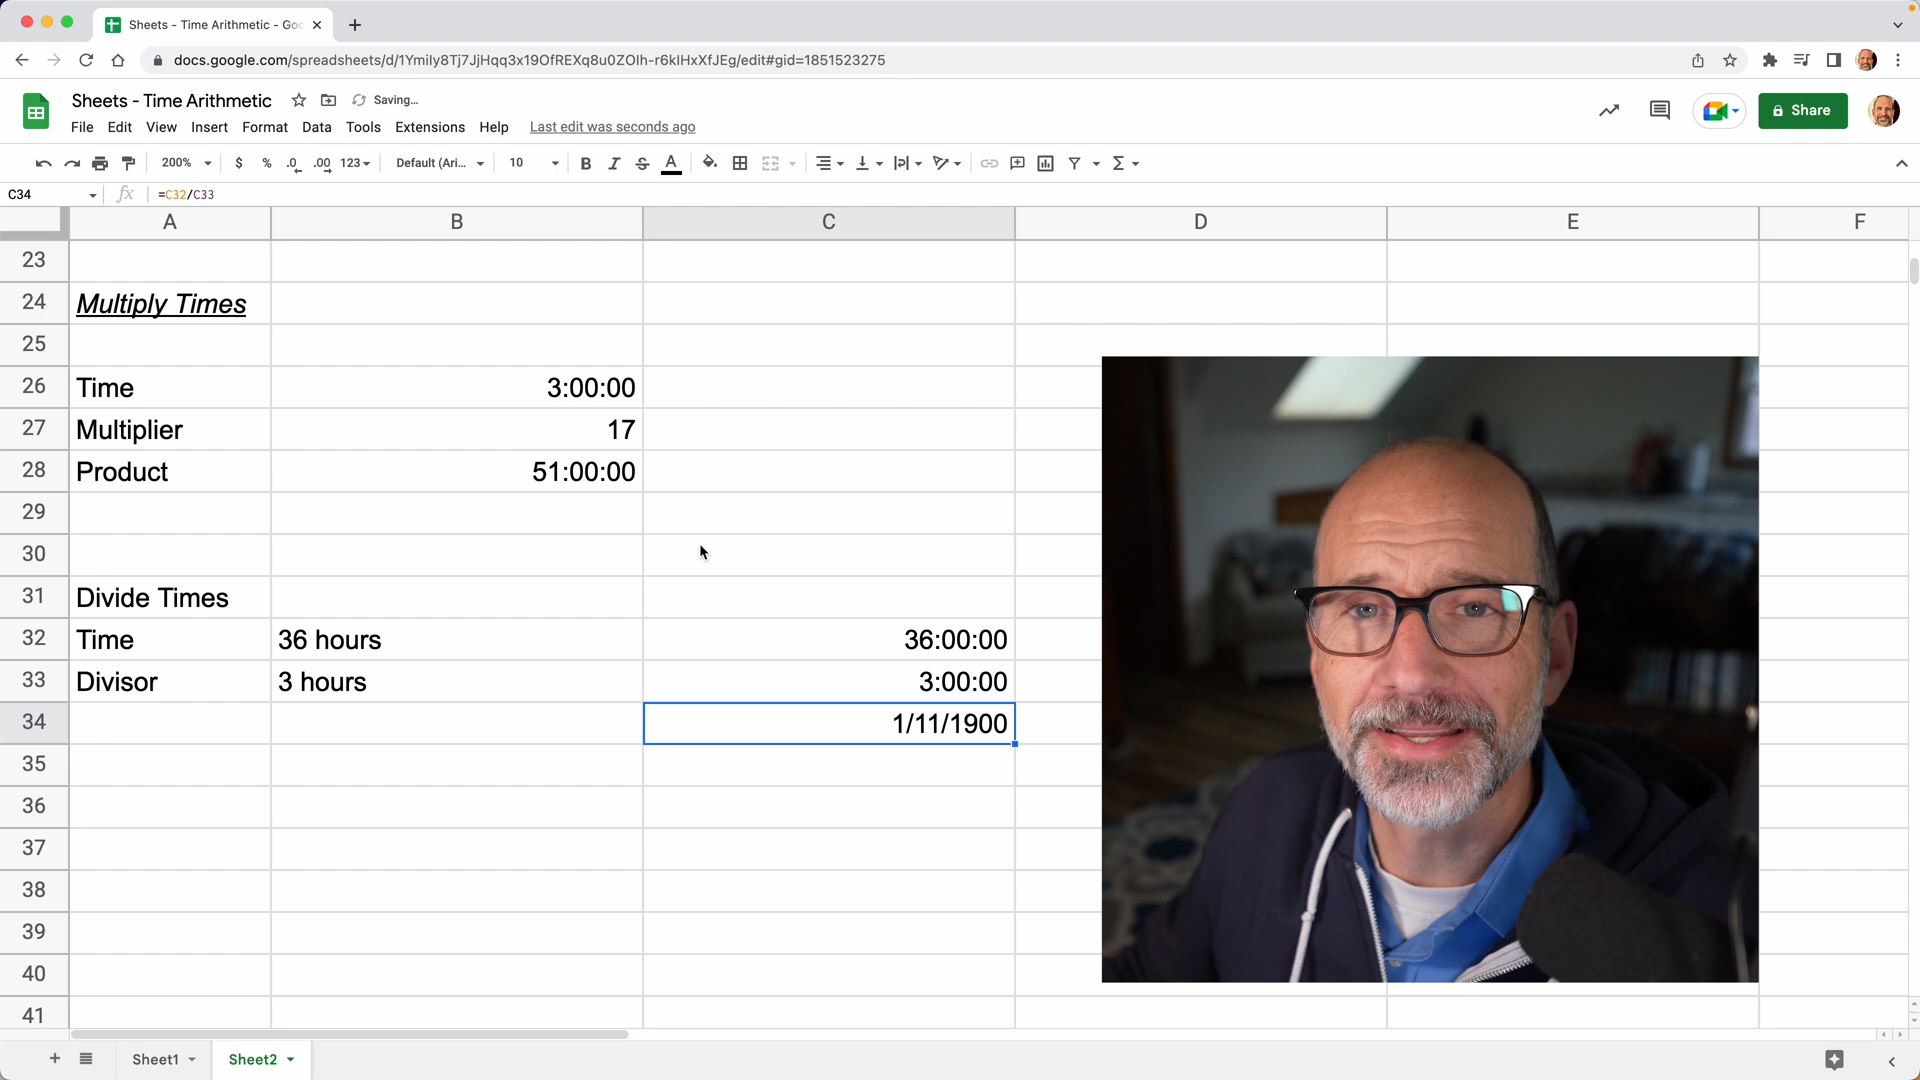 Sheets - Time Arithmetic - Goo
docs.google.com/spreadsheets/d/1Ymily8Tj7JjHqq3x19OfREXq8u0ZOIh-r6klHxXfJEg/edit#gid=1851523275
Sheets - Time Arithmetic Saving...
Share
File Edit View Insert Format Data Tools Extensions Help Last edit was seconds ago
200% $ % .0 .00 123 Default (Ari... 10 B I S A Σ
C34 fx =C32/C33
A B C D E F
23
24 Multiply Times
25
26 Time 3:00:00
27 Multiplier 17
28 Product 51:00:00
29
30
31 Divide Times
32 Time 36 hours 36:00:00
33 Divisor 3 hours 3:00:00
34 1/11/1900
35
36
37
38
39
40
41
+ Sheet1 Sheet2